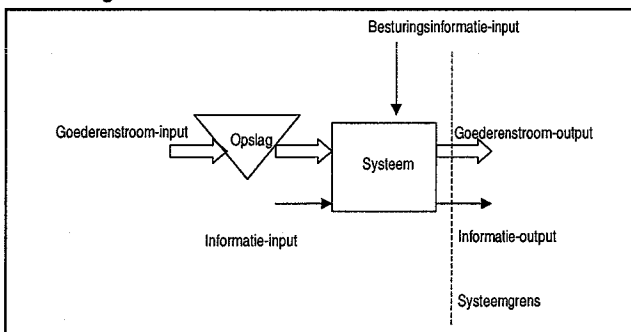 Besturingsinformatie-input
Goederenstroom-input
Opslag
Goederenstroom-output
Systeem
Informatie-input
Informatie-output
Systeemgrens